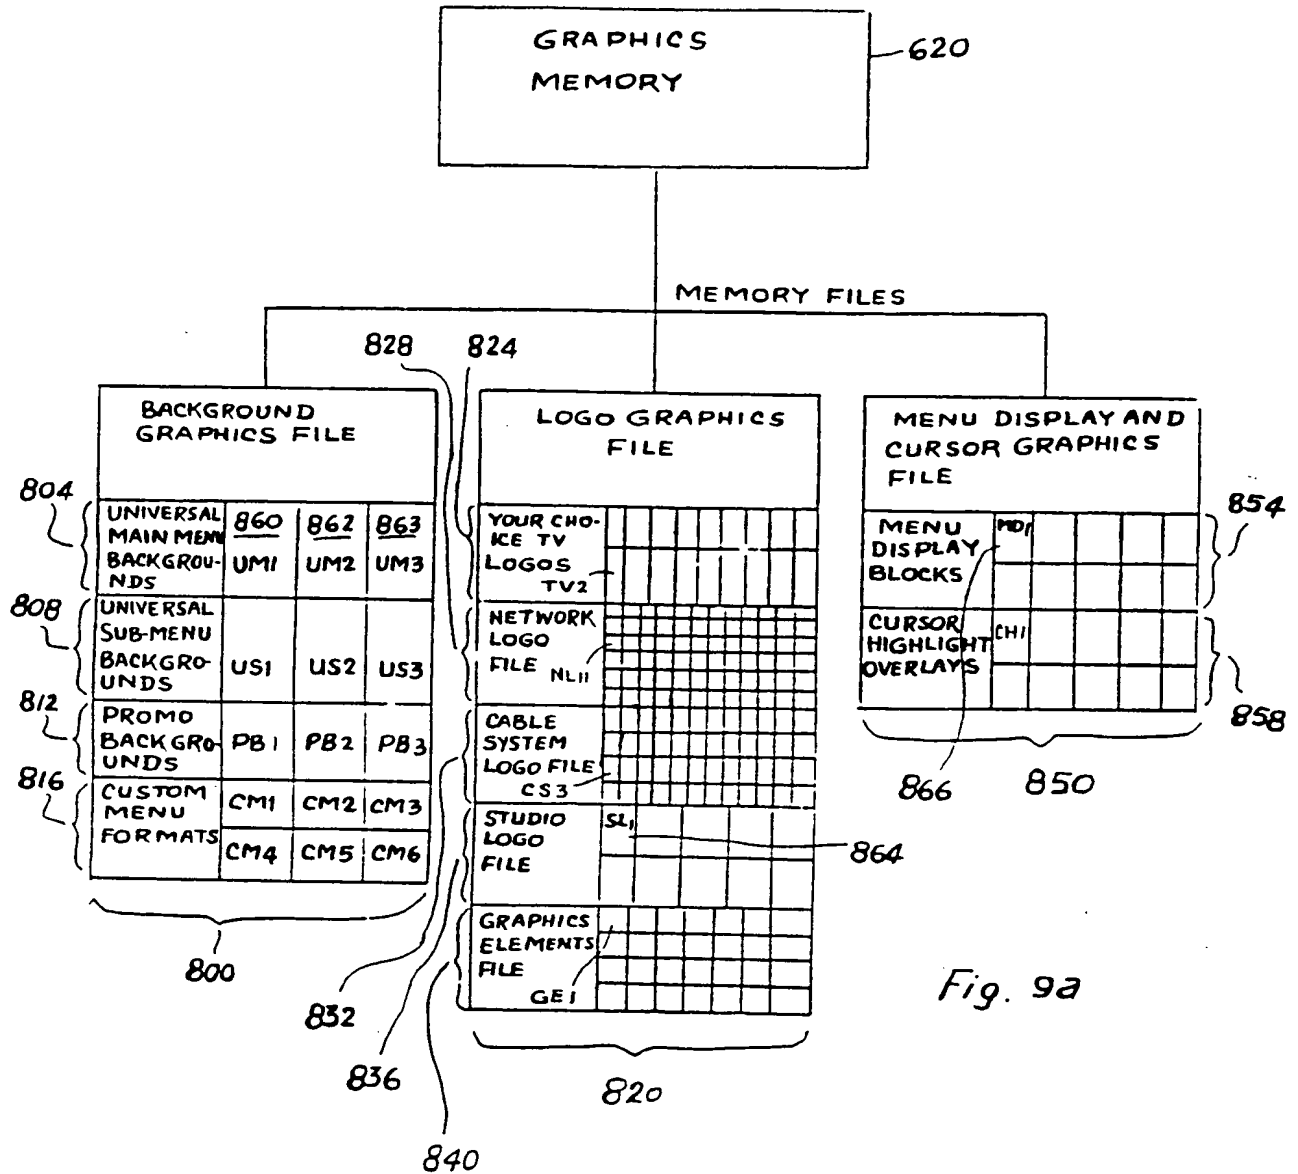 GRAPHICS
MEMORY
620
MEMORY FILES
828
824
BACKGROUND
GRAPHICS FILE
804
UNIVERSAL
MAIN MENU
BACKGROU-
NDS
860
862
863
UM1
UM2
UM3
808
UNIVERSAL
SUB-MENU
BACKGRO-
UNDS
US1
US2
US3
812
PROMO
BACKGRO-
UNDS
PB1
PB2
PB3
816
CUSTOM
MENU
FORMATS
CM1
CM2
CM3
CM4
CM5
CM6
800
LOGO GRAPHICS
FILE
YOUR CHO-
ICE TV
LOGOS
TV2
NETWORK
LOGO
FILE
NL11
CABLE
SYSTEM
LOGO FILE
CS3
STUDIO
LOGO
FILE
SL1
864
GRAPHICS
ELEMENTS
FILE
GE1
832
836
840
820
MENU DISPLAY AND
CURSOR GRAPHICS
FILE
MENU
DISPLAY
BLOCKS
MD1
854
CURSOR
HIGHLIGHT
OVERLAYS
CH1
858
866
850
Fig. 9a